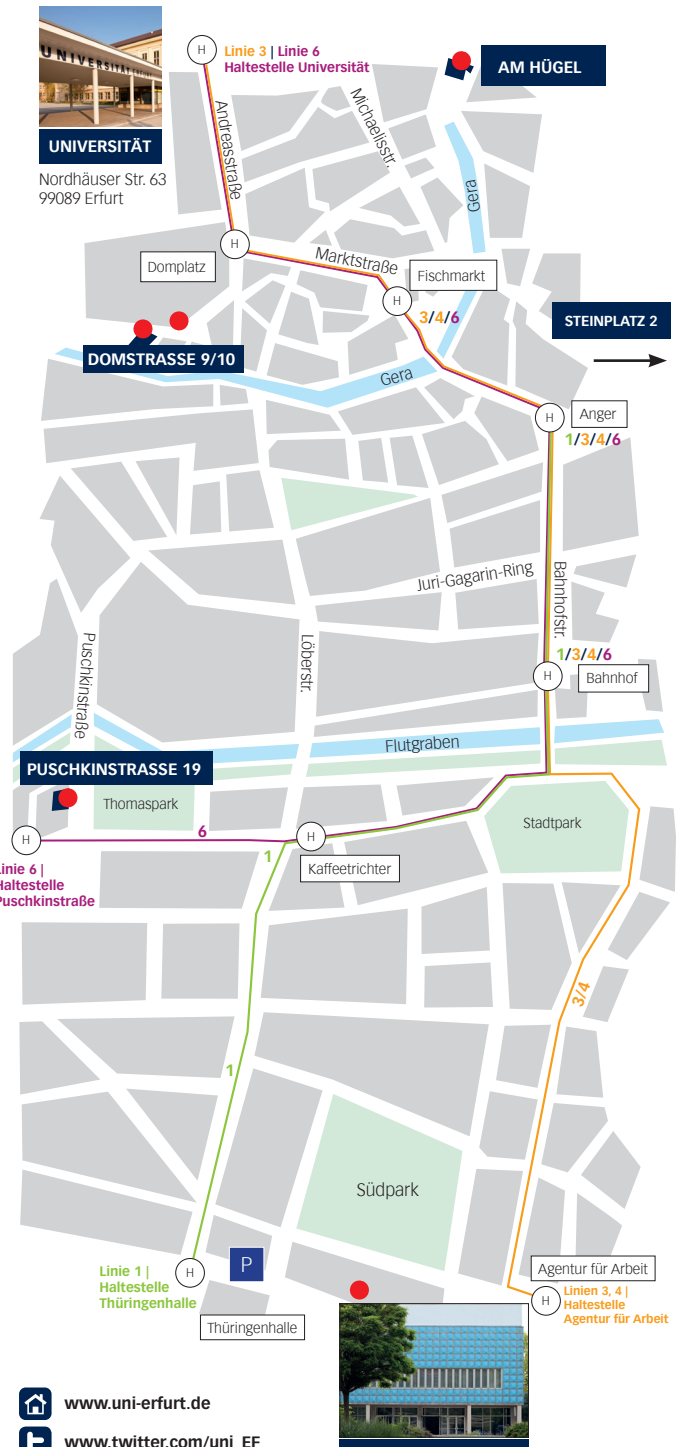 UNIVERSITÄT
UNIVERSITÄT
Nordhäuser Str. 63
99089 Erfurt
H
Linie 3 | Linie 6
Haltestelle Universität
AM HÜGEL
Andreasstraße
Michaelisstr.
Gera
H
Domplatz
Marktstraße
Fischmarkt
H
3/4/6
STEINPLATZ 2
DOMSTRASSE 9/10
Gera
H
Anger
1/3/4/6
Juri-Gagarin-Ring
Bahnhofstr.
Puschkinstraße
Löberstr.
1/3/4/6
H
Bahnhof
Flutgraben
PUSCHKINSTRASSE 19
Thomaspark
Stadtpark
H
6
H
1
Kaffeetrichter
Linie 6 |
Haltestelle
Puschkinstraße
3/4
1
Südpark
P
Linie 1 |
Haltestelle
Thüringenhalle
H
Agentur für Arbeit
H
Linien 3, 4 |
Haltestelle
Agentur für Arbeit
Thüringenhalle
www.uni-erfurt.de
www.twitter.com/uni_EF